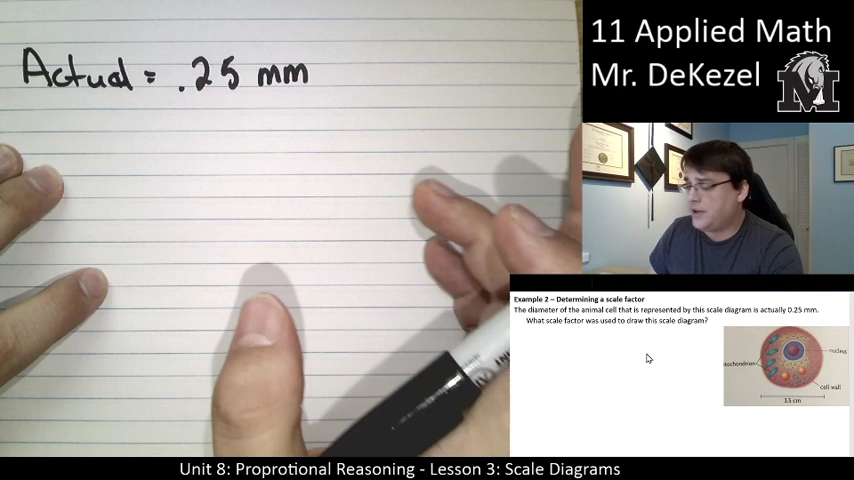 Actual = .25 mm
11 Applied Math
Mr. DeKezel
M
Example 2 – Determining a scale factor
The diameter of the animal cell that is represented by this scale diagram is actually 0.25 mm.
What scale factor was used to draw this scale diagram?
nucleus
mitochondrion
cell wall
3.5 cm
Unit 8: Proprotional Reasoning - Lesson 3: Scale Diagrams